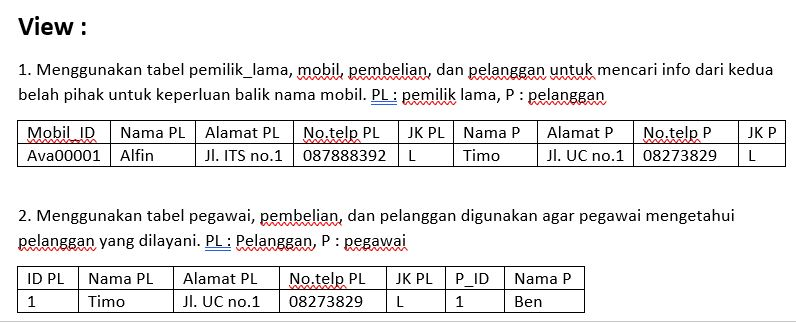 View :
1. Menggunakan tabel pemilik_lama, mobil, pembelian, dan pelanggan untuk mencari info dari kedua
belah pihak untuk keperluan balik nama mobil. PL : pemilik lama, P : pelanggan
Mobil_ID Nama PL Alamat PL No.telp PL JK PL Nama P Alamat P No.telp P JK P
Ava00001 Alfin Jl. ITS no.1 087888392 L Timo Jl. UC no.1 08273829 L
2. Menggunakan tabel pegawai, pembelian, dan pelanggan digunakan agar pegawai mengetahui
pelanggan yang dilayani. PL : Pelanggan, P : pegawai
ID PL Nama PL Alamat PL No.telp PL JK PL P_ID Nama P
1 Timo Jl. UC no.1 08273829 L 1 Ben